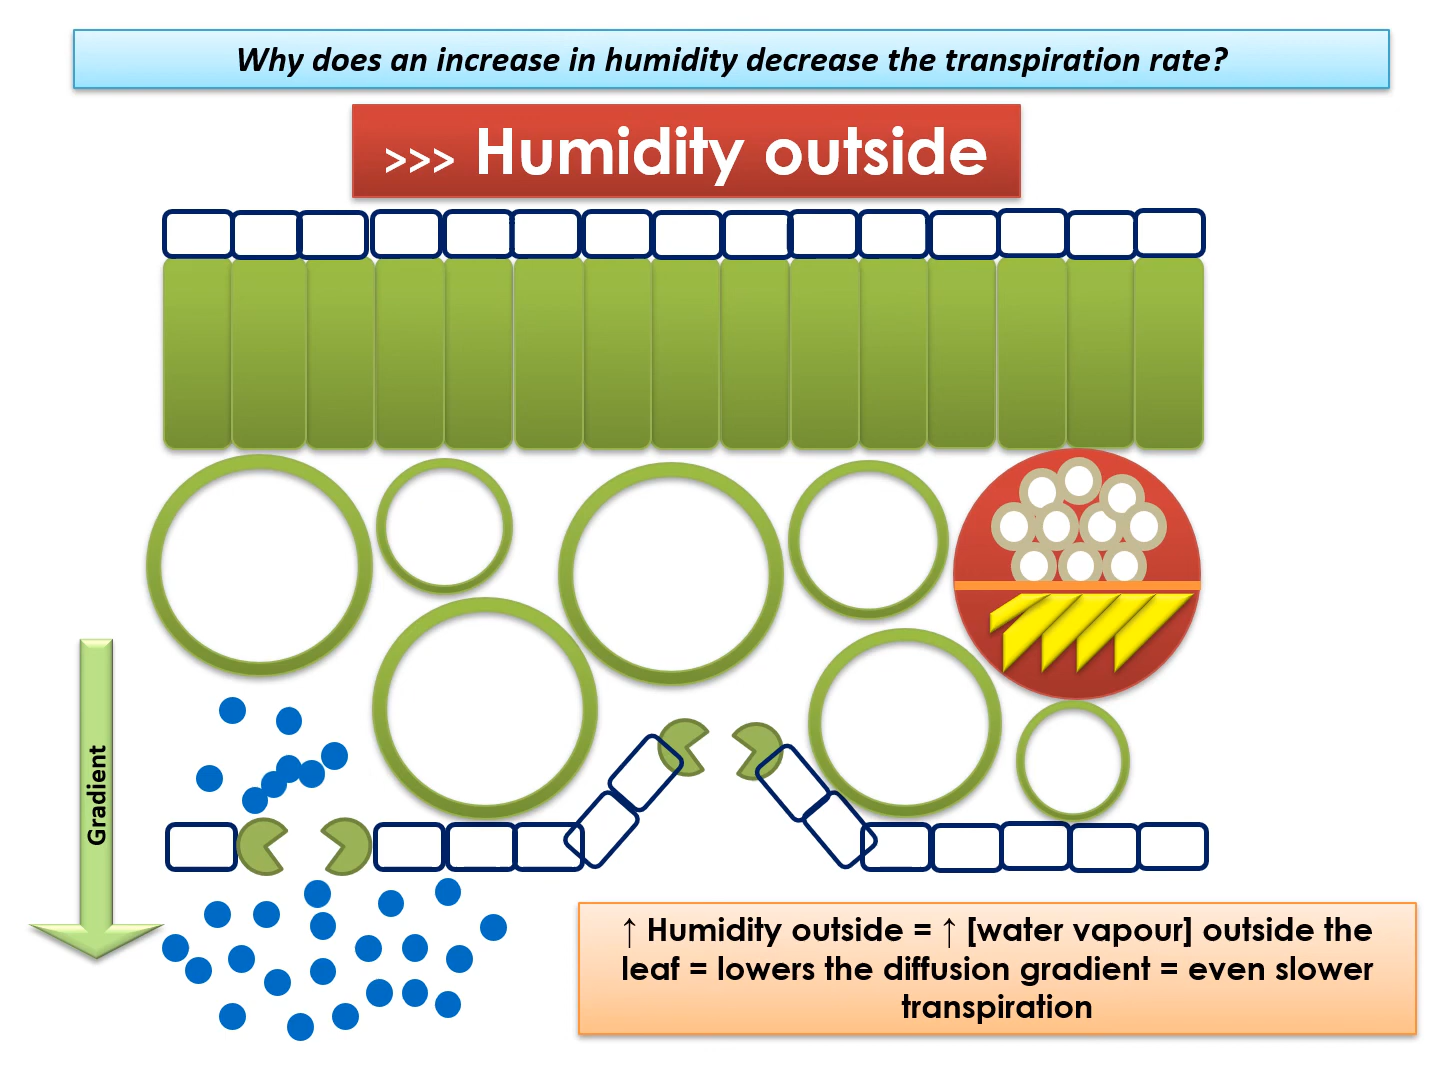 Why does an increase in humidity decrease the transpiration rate?
>>> Humidity outside
Gradient
↑ Humidity outside = ↑ [water vapour] outside the
leaf = lowers the diffusion gradient = even slower
transpiration